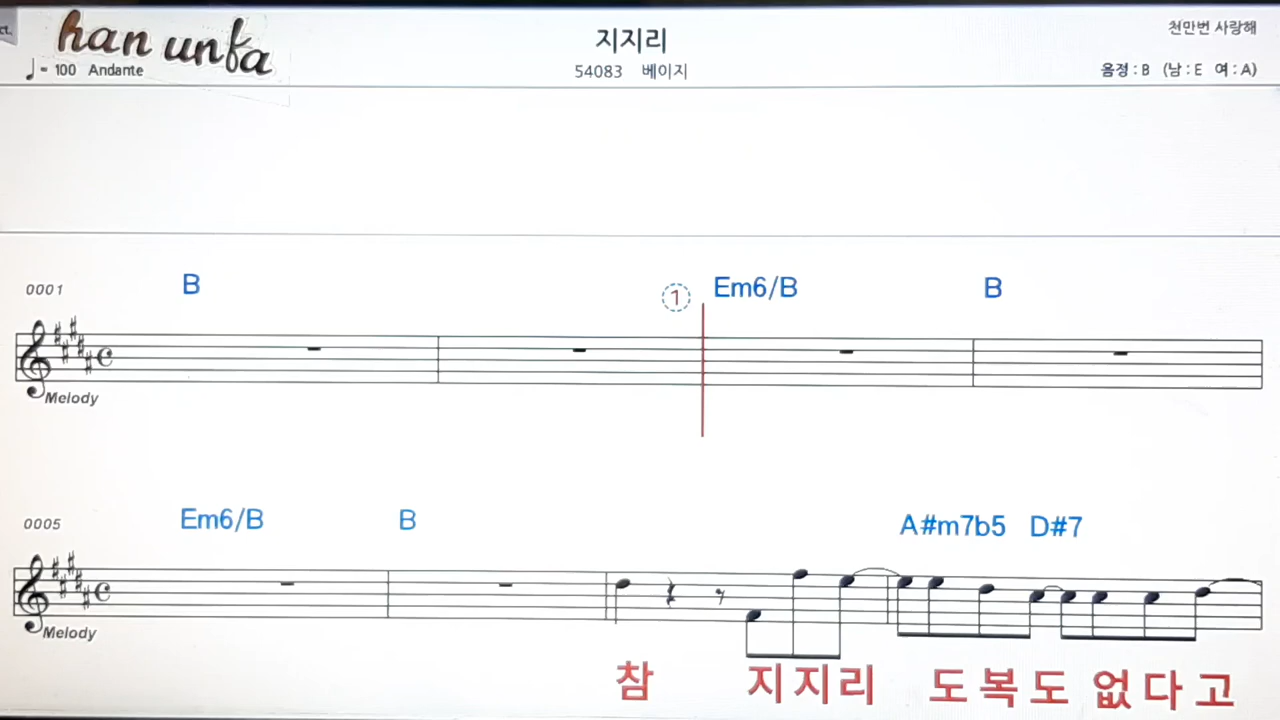 ct.
han unfa
지지리
천만번 사랑해
♩= 100 Andante
54083 베이지
음정 : B (남 : E 여 : A)
0001 B ① Em6/B B
Melody
0005 Em6/B B A#m7b5 D#7
Melody
참 지지리 도복도 없다고